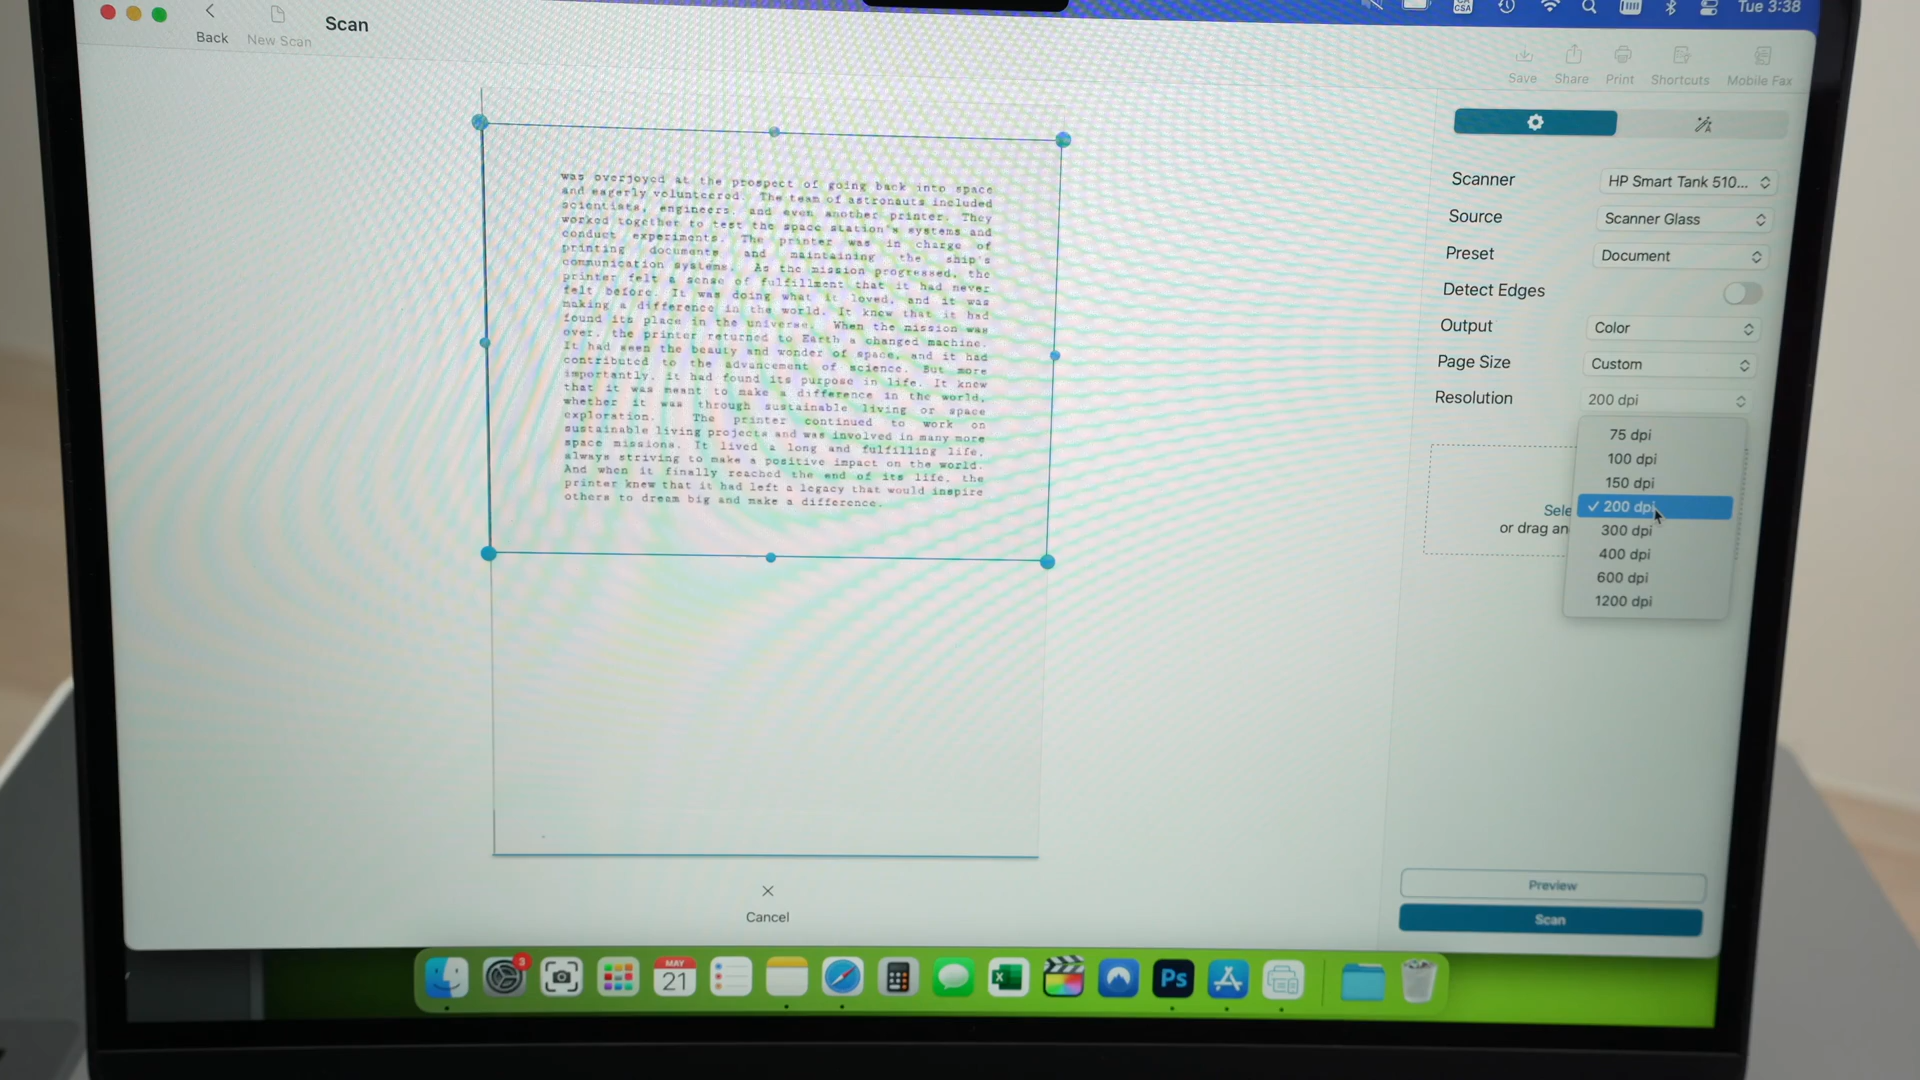 Back
New Scan
Scan
CSA
Tue 3:38
Save
Share
Print
Shortcuts
Mobile Fax
was overjoyed at the prospect of going back into space
and eagerly volunteered. The team of astronauts included
scientists, engineers, and even another printer. They
worked together to test the space station's systems and
conduct experiments. The printer was in charge of
printing documents and maintaining the ship's
communication systems. As the mission progressed, the
printer felt a sense of fulfillment that it had never
felt before. It was doing what it loved, and it was
making a difference in the world. It knew that it had
found its place in the universe. When the mission was
over, the printer returned to Earth a changed machine.
It had seen the beauty and wonder of space, and it had
contributed to the advancement of science. But more
importantly, it had found its purpose in life. It knew
that it was meant to make a difference in the world,
whether it was through sustainable living or space
exploration. The printer continued to work on
sustainable living projects and was involved in many more
space missions. It lived a long and fulfilling life,
always striving to make a positive impact on the world.
And when it finally reached the end of its life, the
printer knew that it had left a legacy that would inspire
others to dream big and make a difference.
Cancel
Scanner HP Smart Tank 510...
Source Scanner Glass
Preset Document
Detect Edges
Output Color
Page Size Custom
Resolution 200 dpi
75 dpi
100 dpi
150 dpi
✓ 200 dpi
300 dpi
400 dpi
600 dpi
1200 dpi
Sele
or drag an
Preview
Scan
3
MAY
21
X
Ps